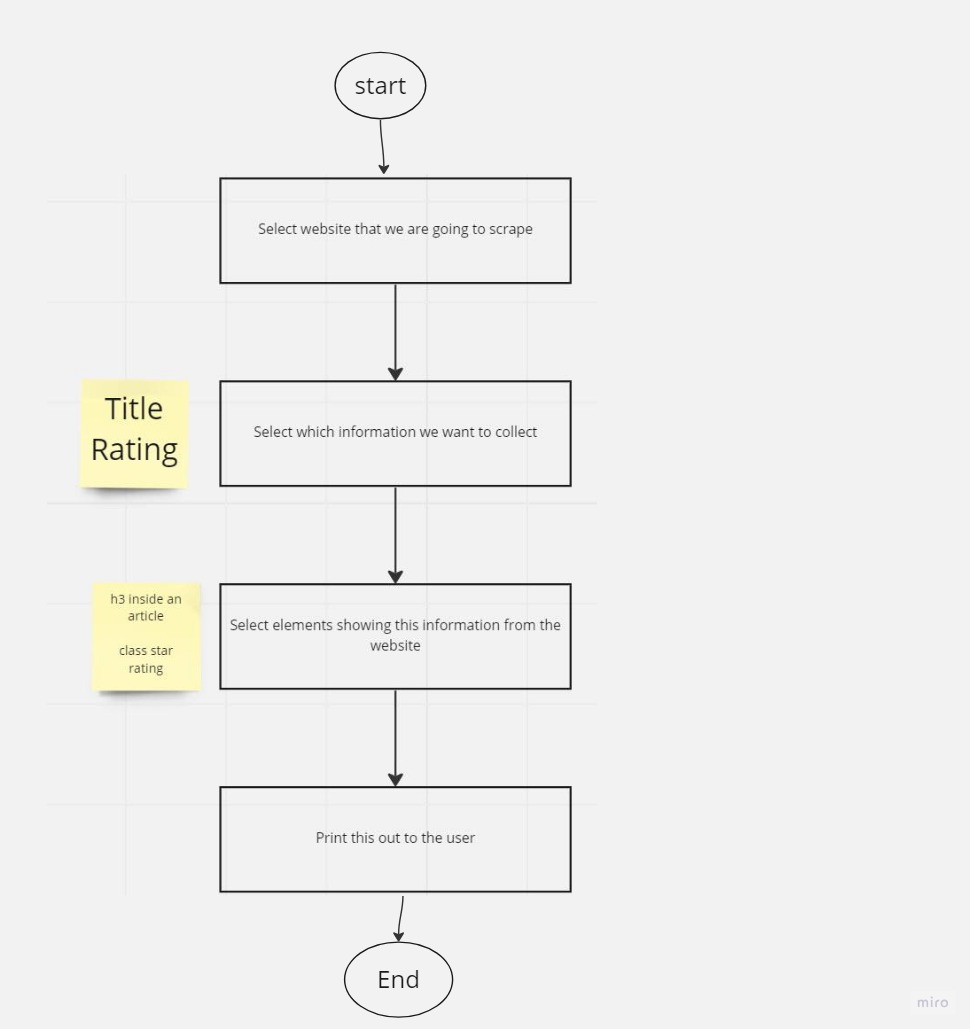 start
Select website that we are going to scrape
Title
Rating
Select which information we want to collect
h3 inside an
article
class star
rating
Select elements showing this information from the
website
Print this out to the user
End
miro